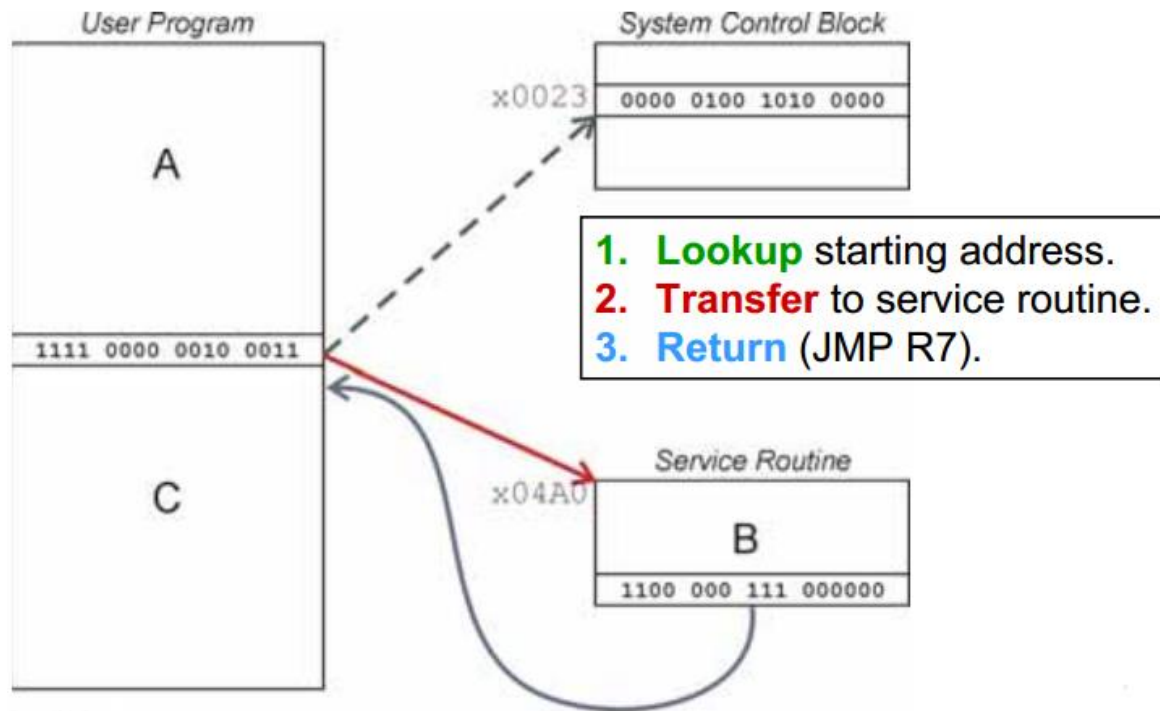 User Program
System Control Block
x0023
0000 0100 1010 0000
A
1. Lookup starting address.
2. Transfer to service routine.
3. Return (JMP R7).
1111 0000 0010 0011
Service Routine
x04A0
C
B
1100 000 111 000000